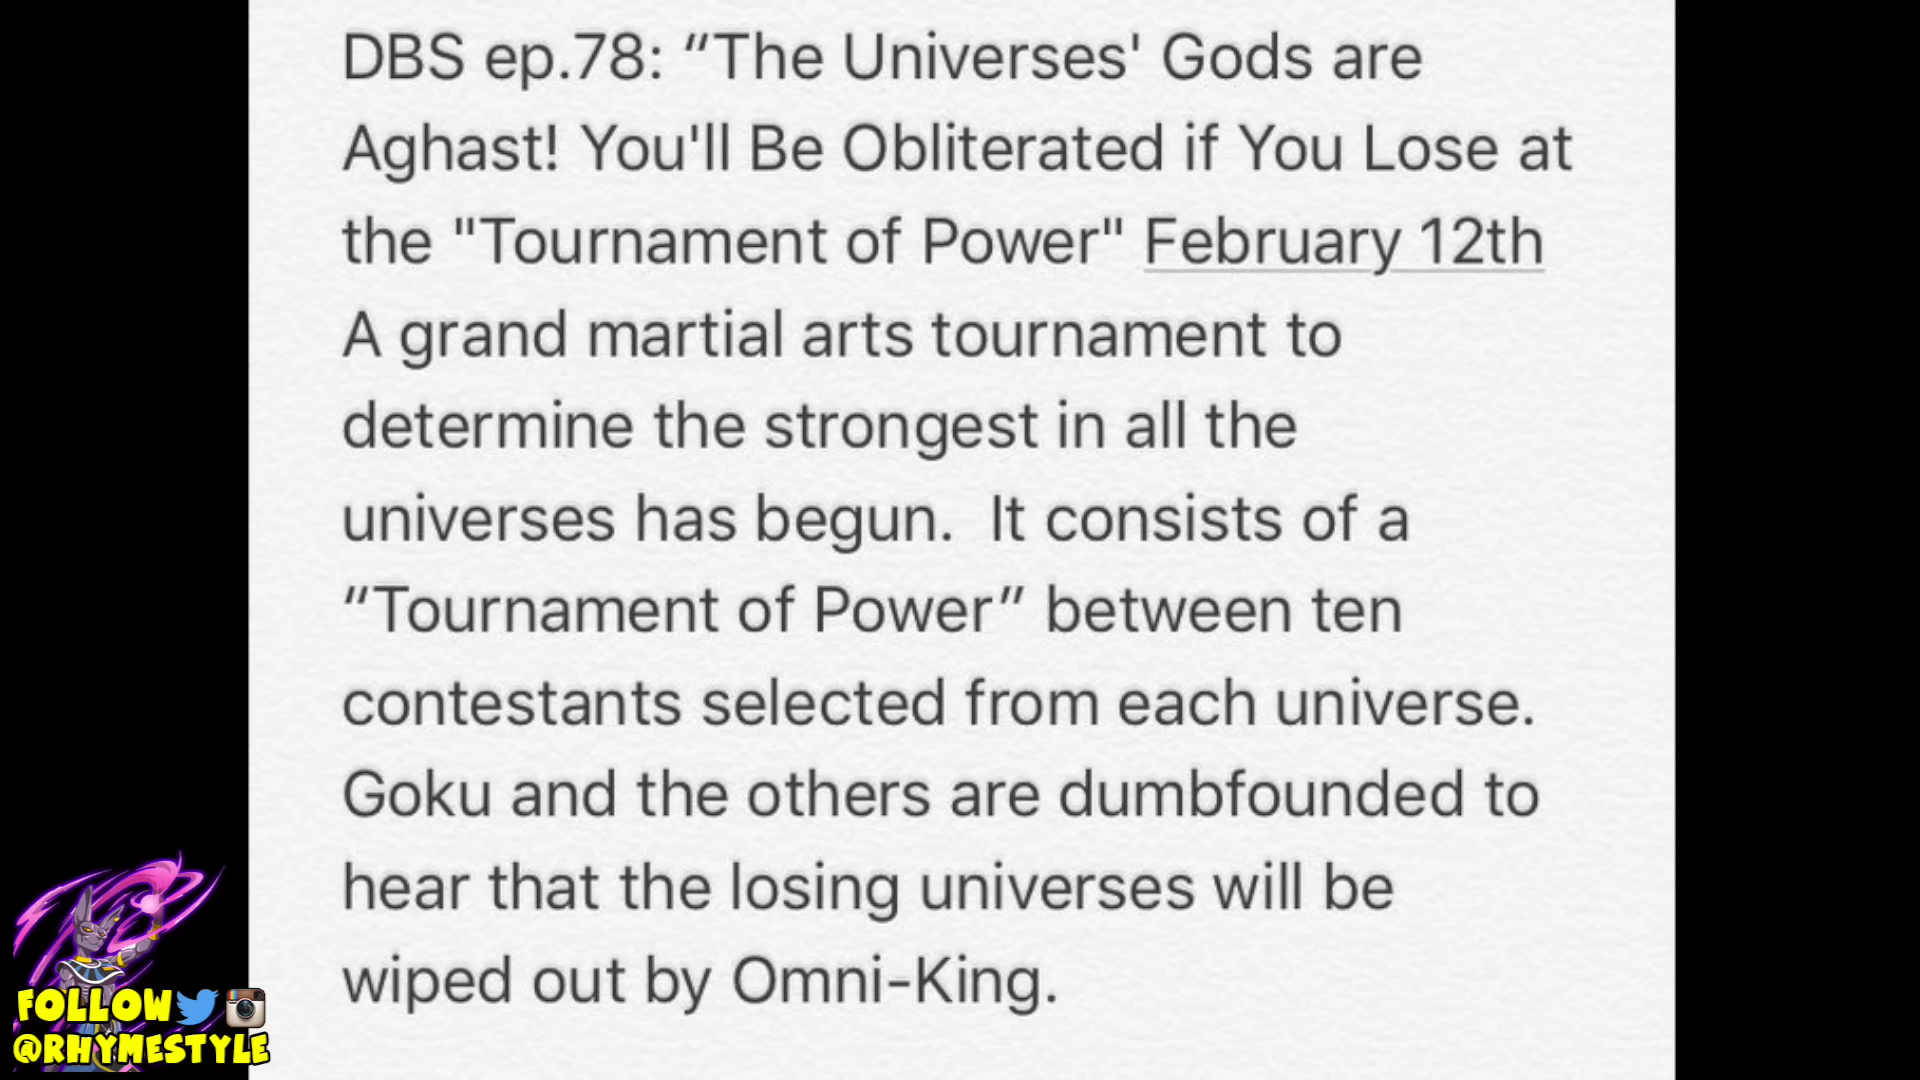 DBS ep.78: “The Universes' Gods are
Aghast! You'll Be Obliterated if You Lose at
the "Tournament of Power" February 12th
A grand martial arts tournament to
determine the strongest in all the
universes has begun.  It consists of a
“Tournament of Power” between ten
contestants selected from each universe.
Goku and the others are dumbfounded to
hear that the losing universes will be
wiped out by Omni-King.
FOLLOW
@RHYMESTYLE